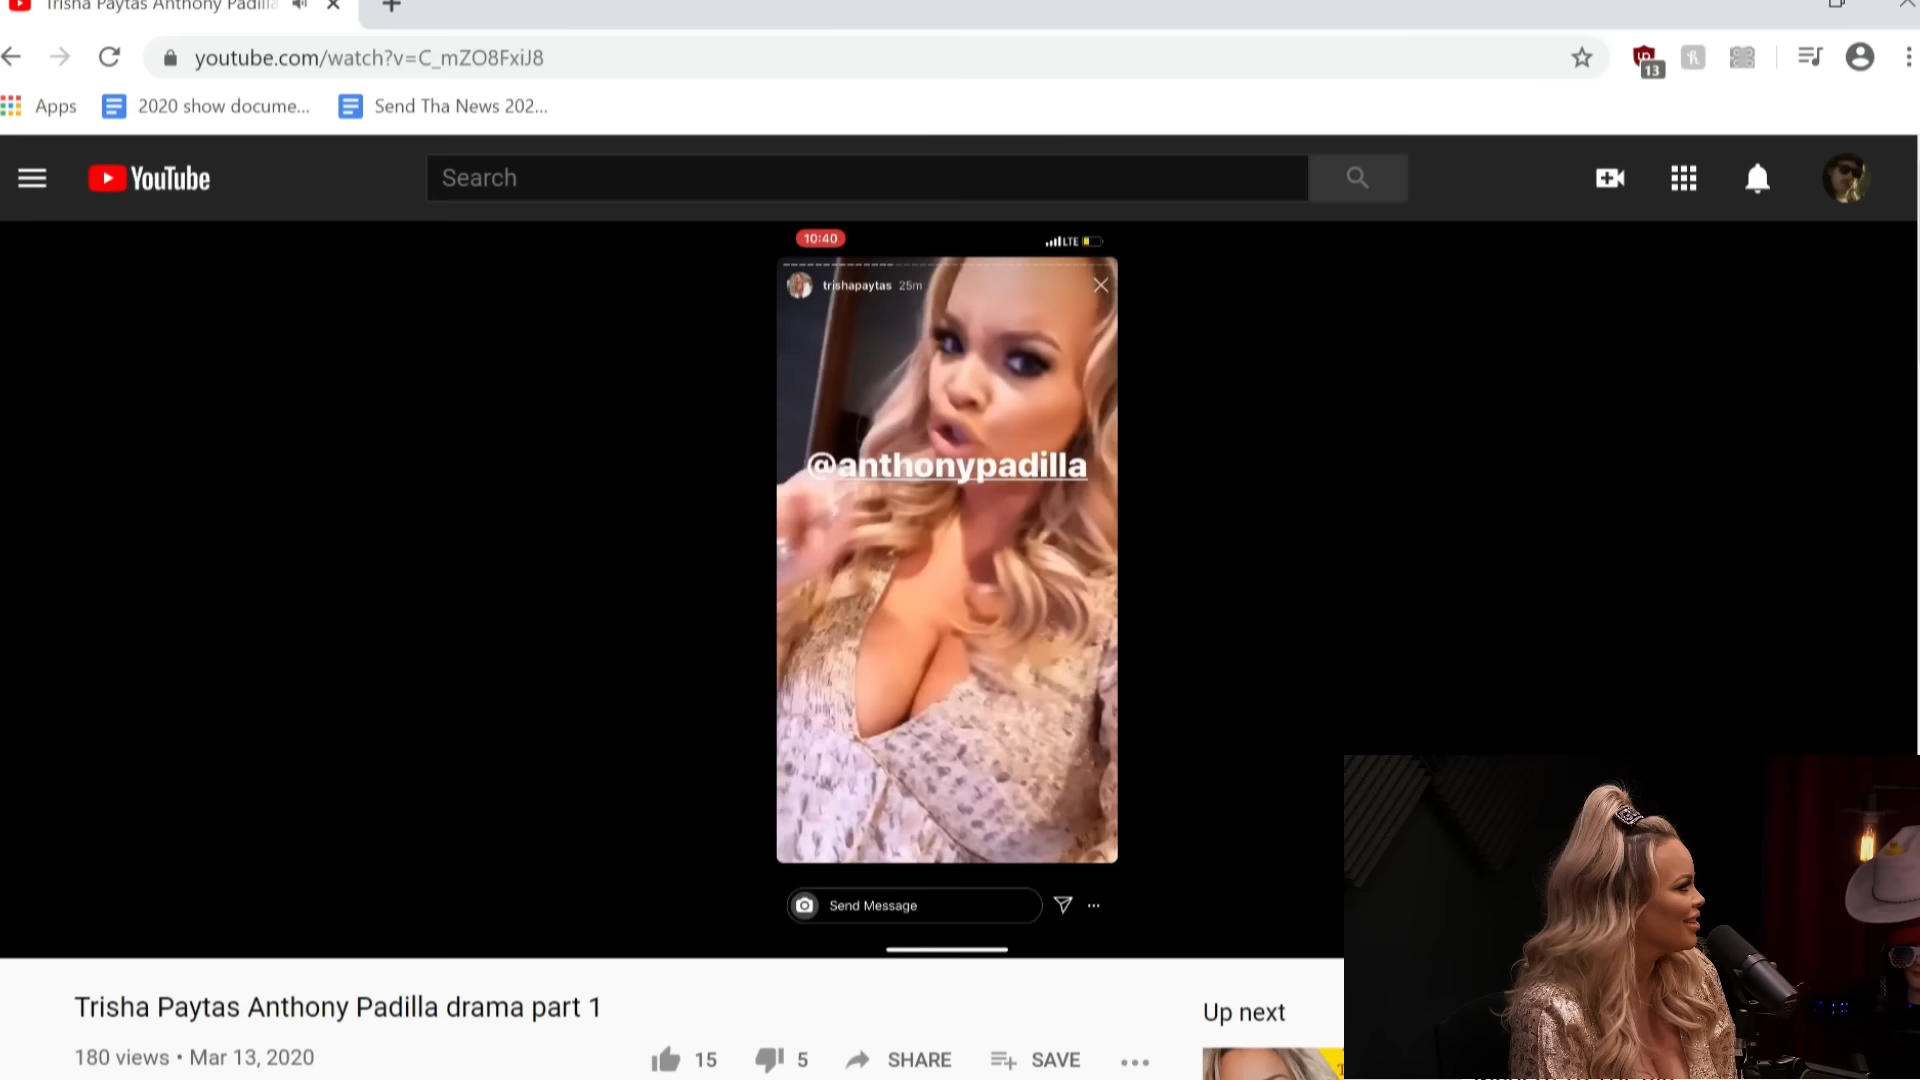 Trisha Paytas Anthony Padilla
youtube.com/watch?v=C_mZO8FxiJ8
13
Apps
2020 show docume...
Send Tha News 202...
YouTube
Search
10:40
LTE
trishapaytas 25m
@anthonypadilla
Send Message
Trisha Paytas Anthony Padilla drama part 1
180 views • Mar 13, 2020
15
5
SHARE
SAVE
Up next